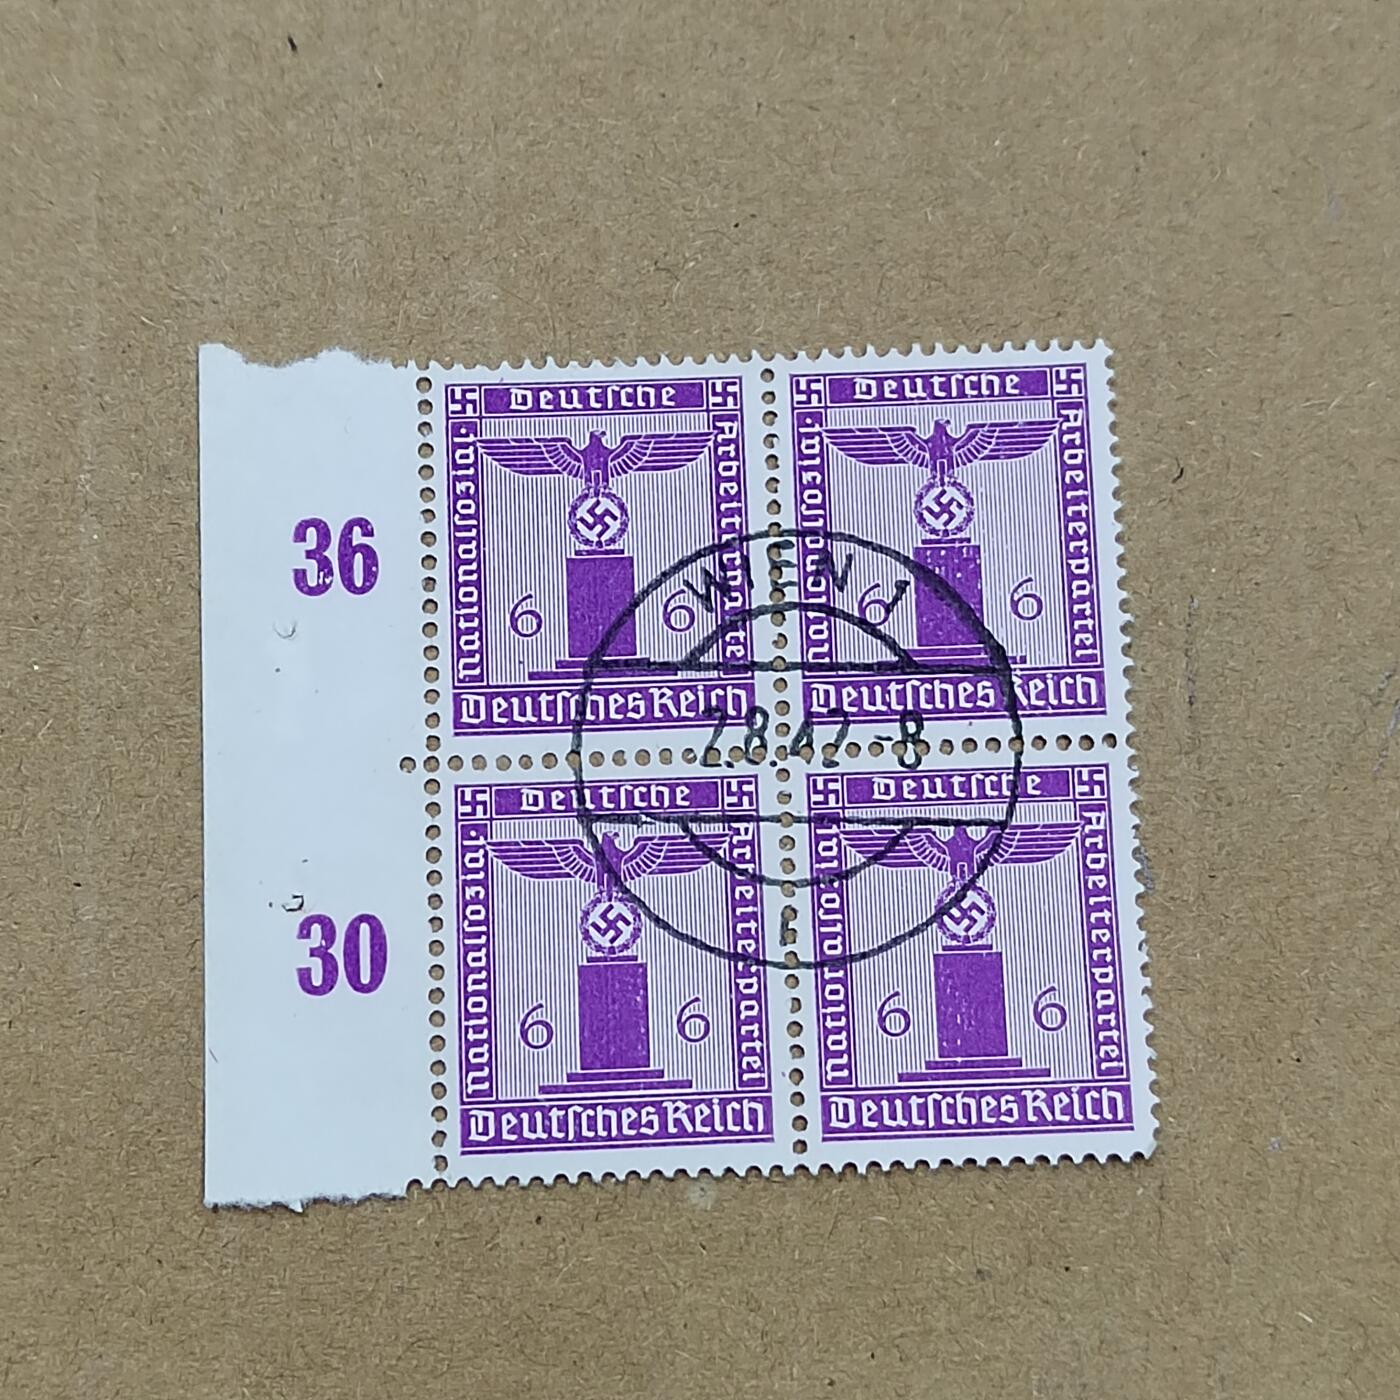 36
Deutsche
Nationalsozial.
Arbeiterpartei
6 6
Deutsches Reich
Deutsche
Nationalsozial.
Arbeiterpartei
6 6
Deutsches Reich
WIEN 1
2.8.42.-8
30
Deutsche
Nationalsozial.
Arbeiterpartei
6 6
Deutsches Reich
Deutsche
Nationalsozial.
Arbeiterpartei
6 6
Deutsches Reich